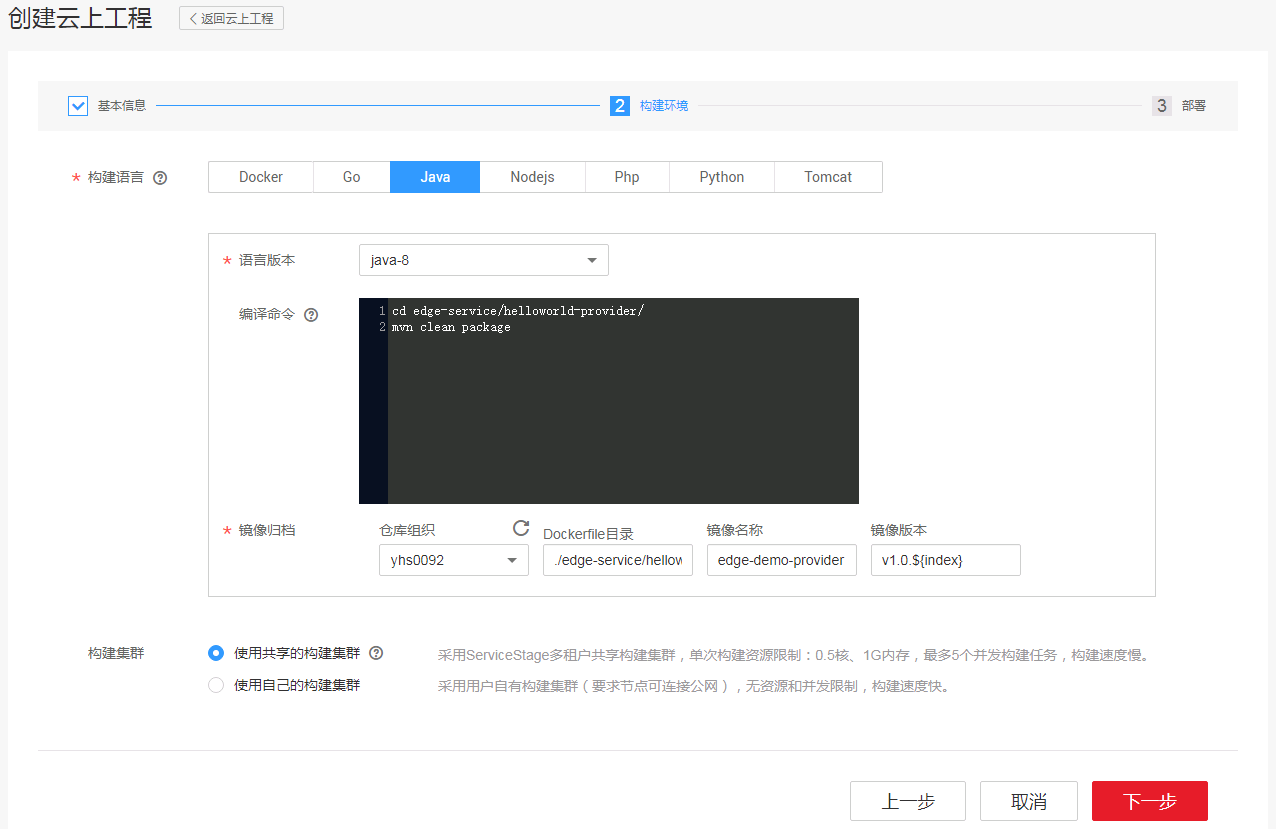 创建云上工程 返回云上工程
基本信息 2 构建环境 3 部署
* 构建语言 Docker Go Java Nodejs Php Python Tomcat
* 语言版本 java-8
编译命令
1 cd edge-service/helloworld-provider/
2 mvn clean package
* 镜像归档 仓库组织 Dockerfile目录 镜像名称 镜像版本
yhs0092 ./edge-service/hellow edge-demo-provider v1.0.${index}
构建集群 使用共享的构建集群 采用ServiceStage多租户共享构建集群，单次构建资源限制：0.5核、1G内存，最多5个并发构建任务，构建速度慢。
使用自己的构建集群 采用用户自有构建集群（要求节点可连接公网），无资源和并发限制，构建速度快。
上一步 取消 下一步